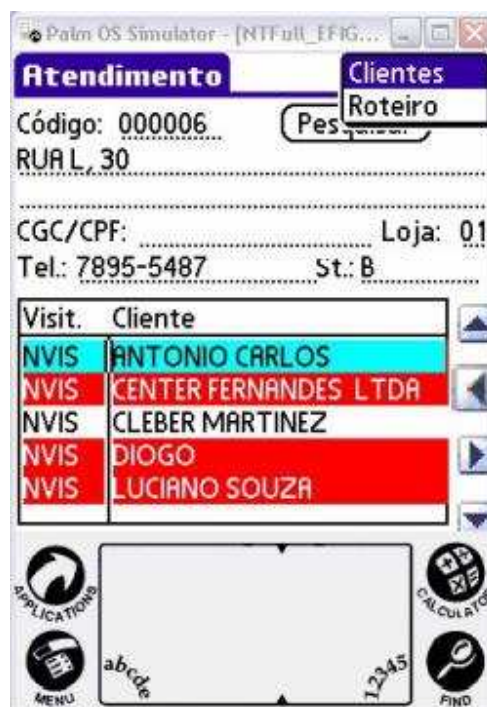 Palm OS Simulator - [NTFull_EFIG...
Atendimento
Clientes
Roteiro
Código: 000006
RUA L, 30
CGC/CPF: Loja: 01
Tel.: 7895-5487 St.: B
Visit. Cliente
NVIS ANTONIO CARLOS
NVIS CENTER FERNANDES LTDA
NVIS CLEBER MARTINEZ
NVIS DIOGO
NVIS LUCIANO SOUZA
APPLICATIONS
CALCULATOR
MENU
abcde
12345
FIND